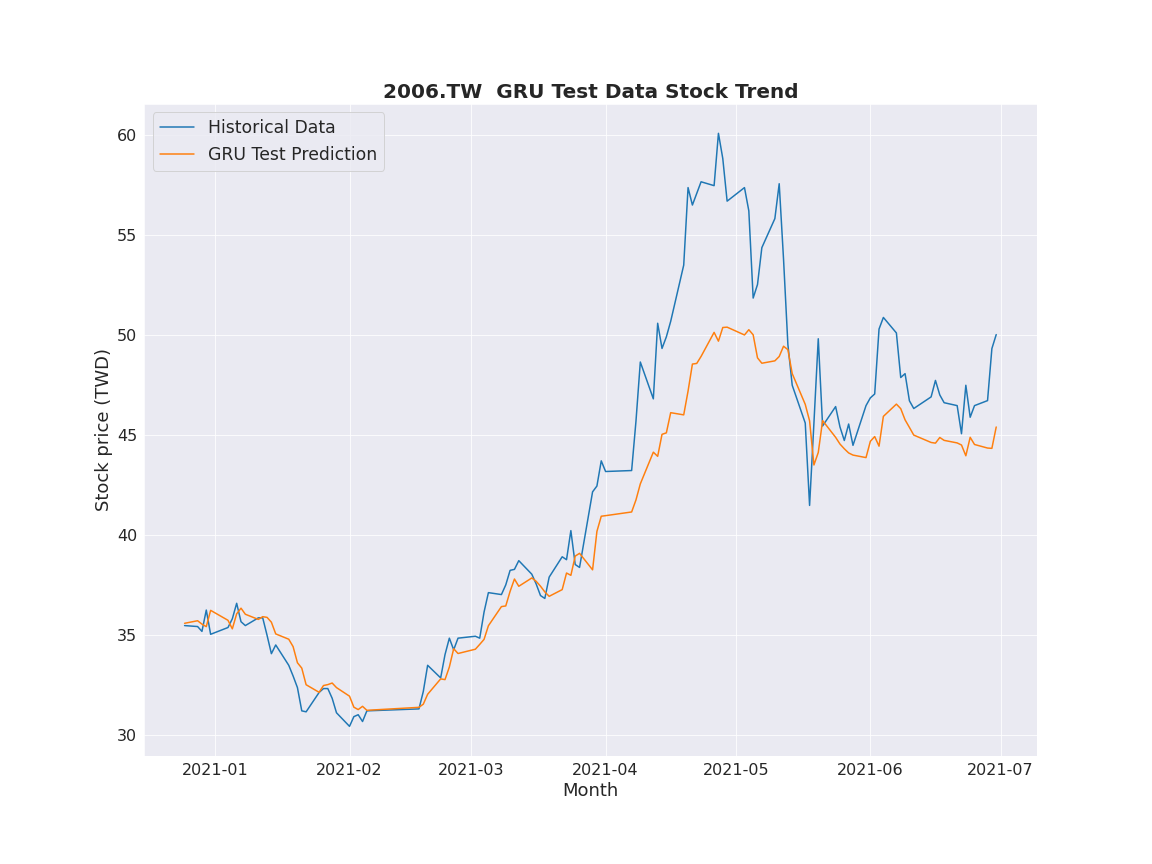 2006.TW  GRU Test Data Stock Trend
Historical Data
GRU Test Prediction
60
55
50
45
40
35
30
Stock price (TWD)
2021-01 2021-02 2021-03 2021-04 2021-05 2021-06 2021-07
Month